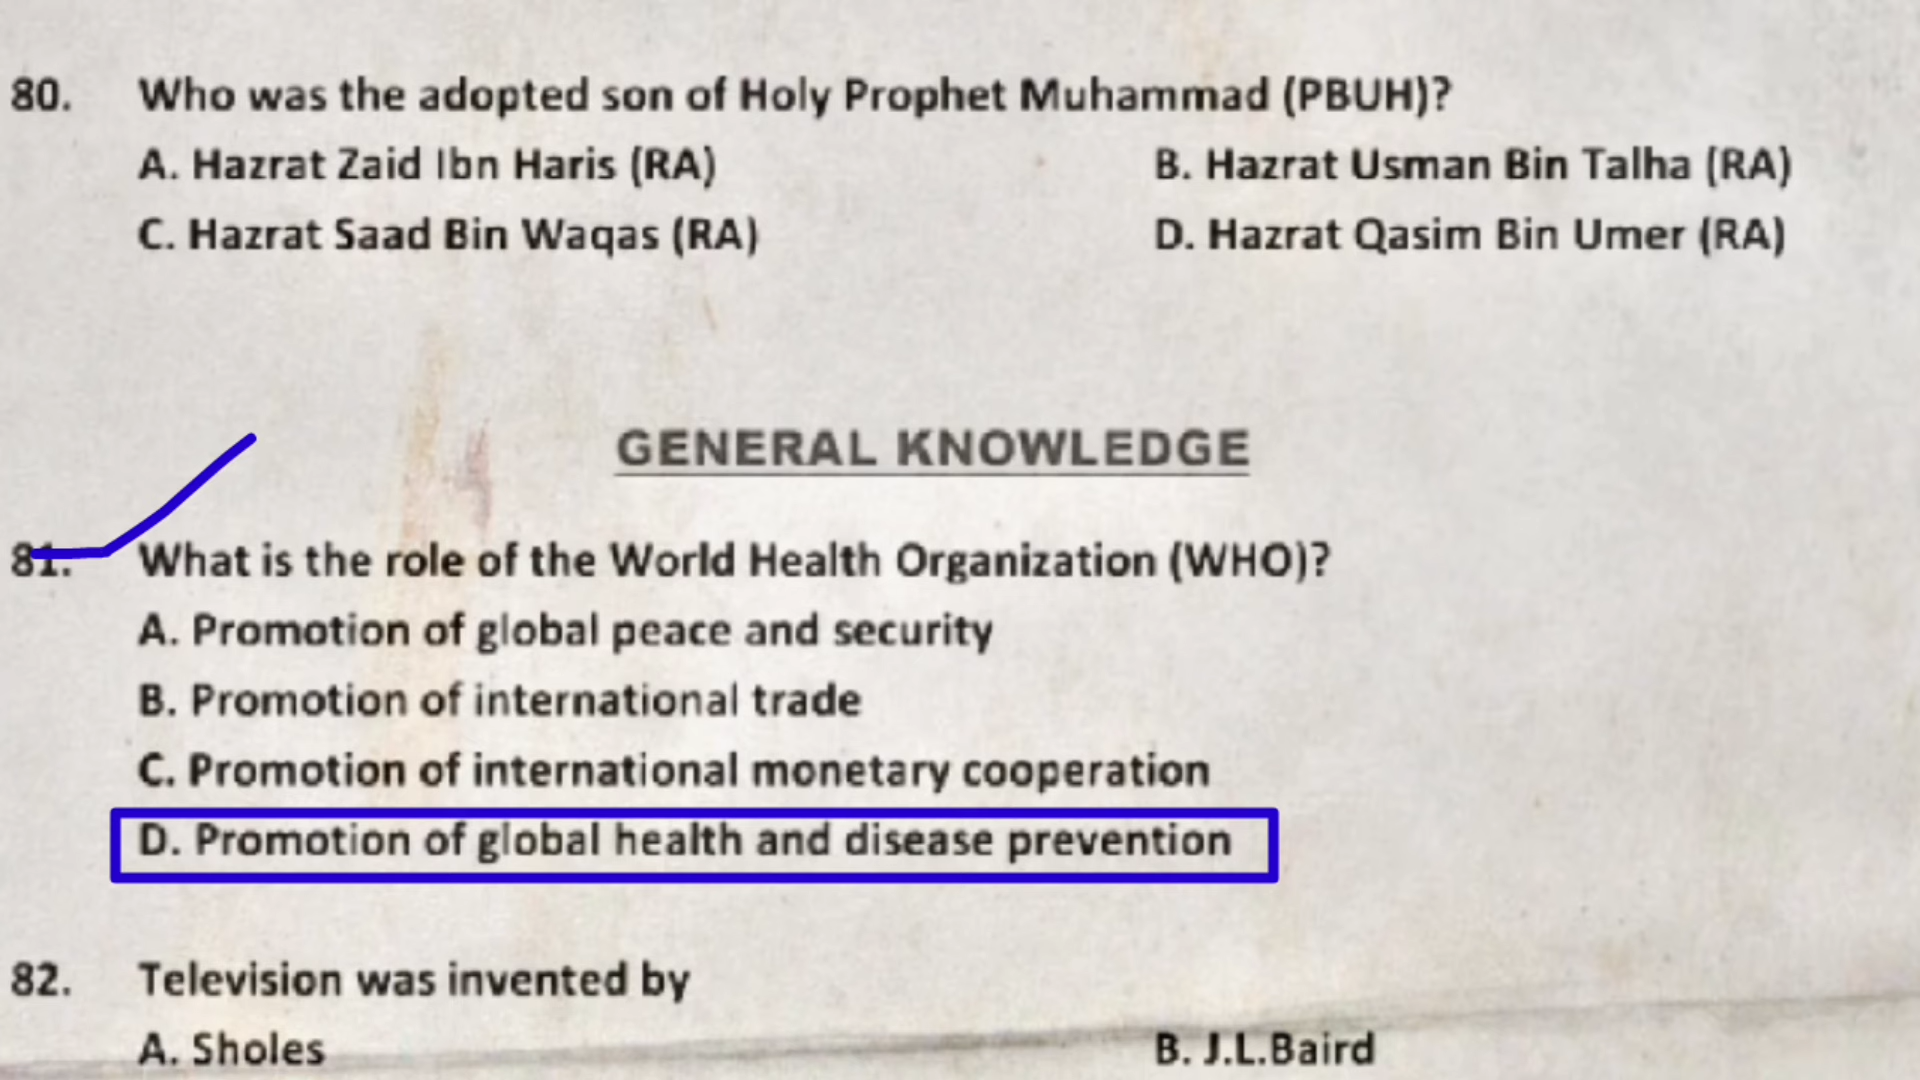 80. Who was the adopted son of Holy Prophet Muhammad (PBUH)?
A. Hazrat Zaid Ibn Haris (RA) B. Hazrat Usman Bin Talha (RA)
C. Hazrat Saad Bin Waqas (RA) D. Hazrat Qasim Bin Umer (RA)
GENERAL KNOWLEDGE
81. What is the role of the World Health Organization (WHO)?
A. Promotion of global peace and security
B. Promotion of international trade
C. Promotion of international monetary cooperation
D. Promotion of global health and disease prevention
82. Television was invented by
A. Sholes B. J.L.Baird